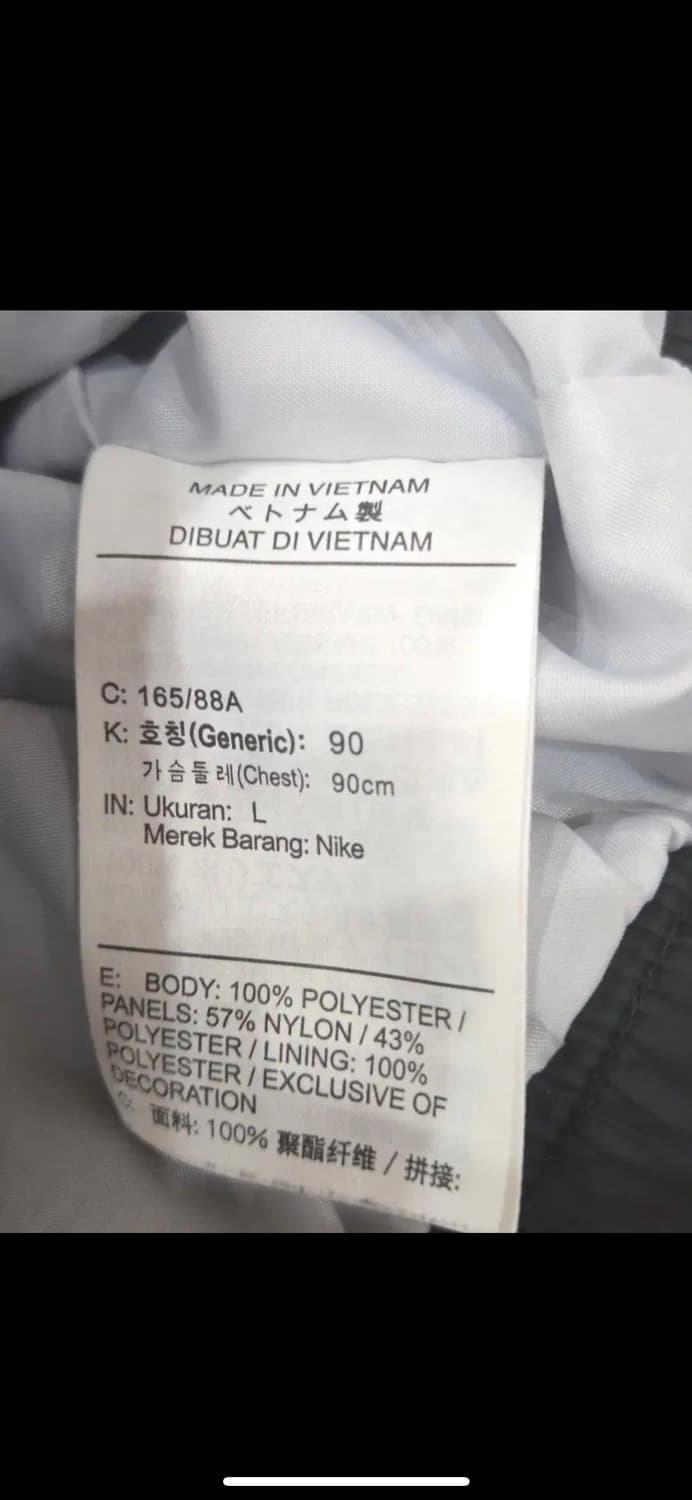 MADE IN VIETNAM
ベトナム製
DIBUAT DI VIETNAM
C: 165/88A
K: 호칭(Generic): 90
가슴둘레(Chest): 90cm
IN: Ukuran: L
Merek Barang: Nike
E: BODY: 100% POLYESTER /
PANELS: 57% NYLON / 43%
POLYESTER / LINING: 100%
POLYESTER / EXCLUSIVE OF
DECORATION
C: 面料: 100% 聚酯纤维 / 拼接: